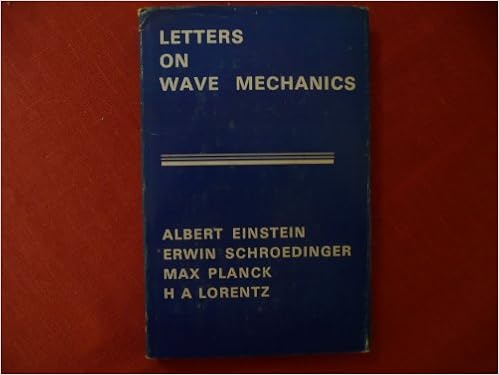 LETTERS
ON
WAVE MECHANICS
ALBERT EINSTEIN
ERWIN SCHROEDINGER
MAX PLANCK
H A LORENTZ